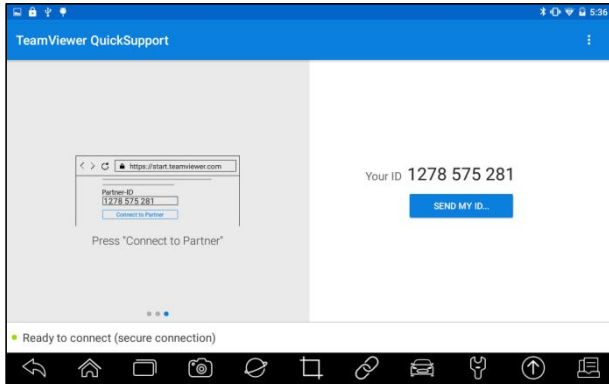 5:36
TeamViewer QuickSupport
https://start.teamviewer.com
Partner-ID
1278 575 281
Connect to Partner
Press "Connect to Partner"
Your ID 1278 575 281
SEND MY ID...
Ready to connect (secure connection)